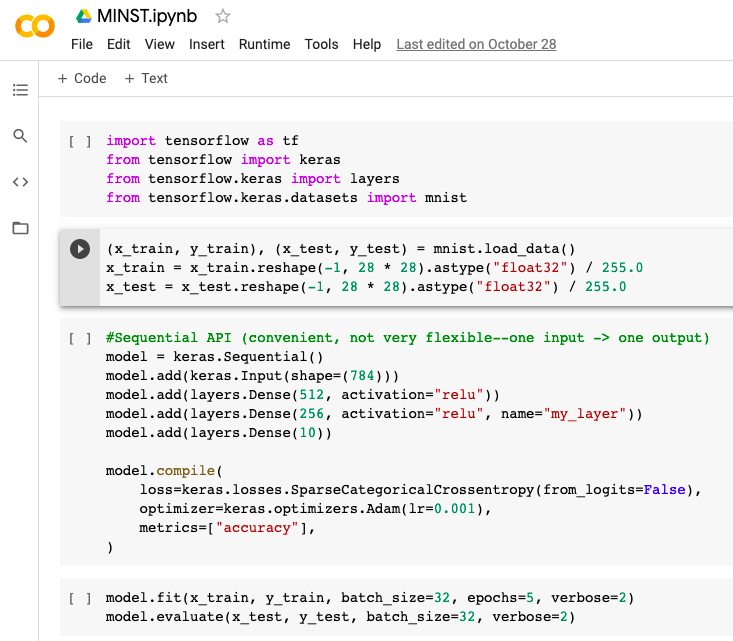 MINST.ipynb
File Edit View Insert Runtime Tools Help Last edited on October 28
+ Code + Text
[ ] import tensorflow as tf
from tensorflow import keras
from tensorflow.keras import layers
from tensorflow.keras.datasets import mnist
(x_train, y_train), (x_test, y_test) = mnist.load_data()
x_train = x_train.reshape(-1, 28 * 28).astype("float32") / 255.0
x_test = x_test.reshape(-1, 28 * 28).astype("float32") / 255.0
[ ] #Sequential API (convenient, not very flexible--one input -> one output)
model = keras.Sequential()
model.add(keras.Input(shape=(784)))
model.add(layers.Dense(512, activation="relu"))
model.add(layers.Dense(256, activation="relu", name="my_layer"))
model.add(layers.Dense(10))
model.compile(
    loss=keras.losses.SparseCategoricalCrossentropy(from_logits=False),
    optimizer=keras.optimizers.Adam(lr=0.001),
    metrics=["accuracy"],
)
[ ] model.fit(x_train, y_train, batch_size=32, epochs=5, verbose=2)
model.evaluate(x_test, y_test, batch_size=32, verbose=2)